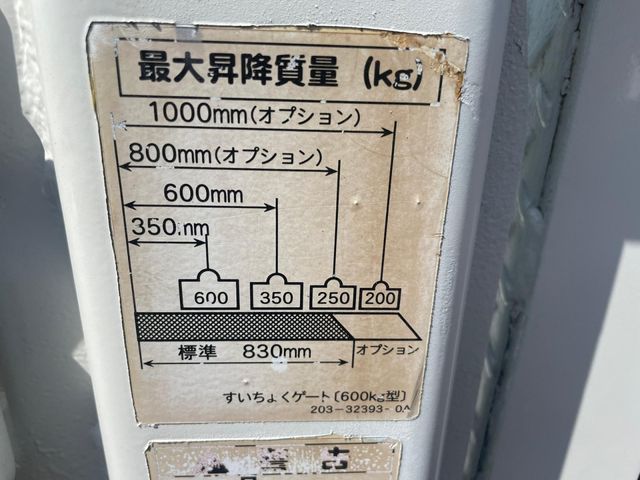 最大昇降質量 (kg)
1000mm(オプション)
800mm(オプション)
600mm
350mm
600 350 250 200
標準 830mm オプション
すいちょくゲート〔600kg型〕
203-32393-0A